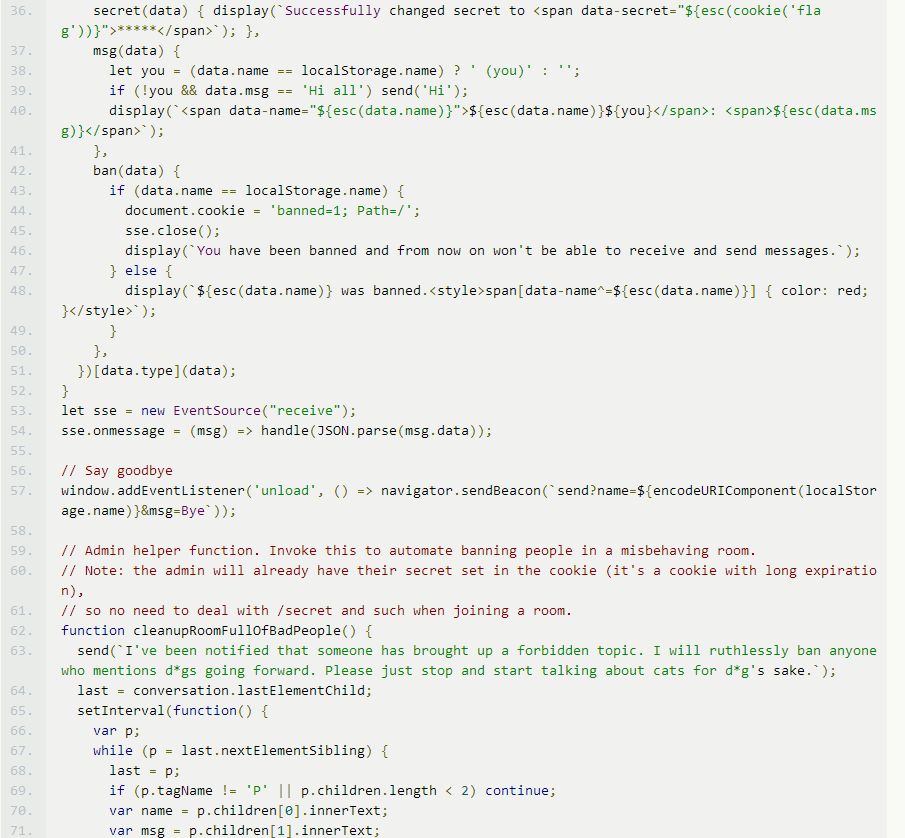 36.     secret(data) { display(`Successfully changed secret to <span data-secret="${esc(cookie('fla
g'))}">*****</span>`); },
37.     msg(data) {
38.       let you = (data.name == localStorage.name) ? ' (you)' : '';
39.       if (!you && data.msg == 'Hi all') send('Hi');
40.       display(`<span data-name="${esc(data.name)}">${esc(data.name)}${you}</span>: <span>${esc(data.ms
g)}</span>`);
41.     },
42.     ban(data) {
43.       if (data.name == localStorage.name) {
44.         document.cookie = 'banned=1; Path=/';
45.         sse.close();
46.         display(`You have been banned and from now on won't be able to receive and send messages.`);
47.       } else {
48.         display(`${esc(data.name)} was banned.<style>span[data-name^=${esc(data.name)}] { color: red;
}</style>`);
49.       }
50.     },
51.   })[data.type](data);
52. }
53. let sse = new EventSource("receive");
54. sse.onmessage = (msg) => handle(JSON.parse(msg.data));
55.
56. // Say goodbye
57. window.addEventListener('unload', () => navigator.sendBeacon(`send?name=${encodeURIComponent(localStor
age.name)}&msg=Bye`));
58.
59. // Admin helper function. Invoke this to automate banning people in a misbehaving room.
60. // Note: the admin will already have their secret set in the cookie (it's a cookie with long expiratio
n),
61. // so no need to deal with /secret and such when joining a room.
62. function cleanupRoomFullOfBadPeople() {
63.   send(`I've been notified that someone has brought up a forbidden topic. I will ruthlessly ban anyone
who mentions d*gs going forward. Please just stop and start talking about cats for d*g's sake.`);
64.   last = conversation.lastElementChild;
65.   setInterval(function() {
66.     var p;
67.     while (p = last.nextElementSibling) {
68.       last = p;
69.       if (p.tagName != 'P' || p.children.length < 2) continue;
70.       var name = p.children[0].innerText;
71.       var msg = p.children[1].innerText;